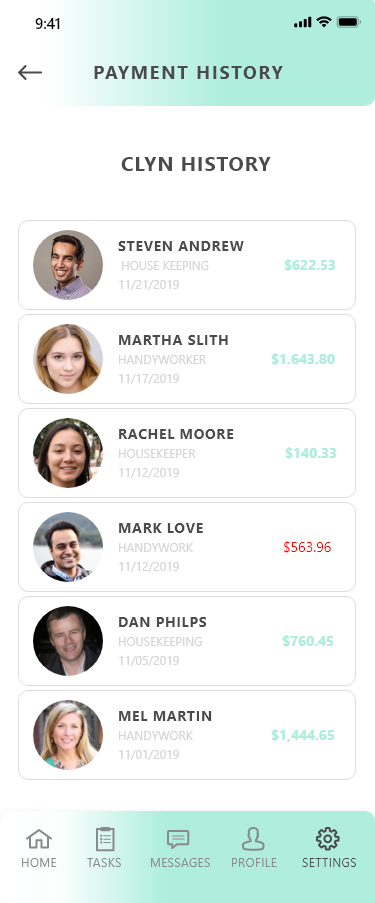 9:41
PAYMENT HISTORY
CLYN HISTORY
STEVEN ANDREW
HOUSE KEEPING
$622.53
11/21/2019
MARTHA SLITH
HANDYWORKER
$1.643.80
11/17/2019
RACHEL MOORE
HOUSEKEEPER
$140.33
11/12/2019
MARK LOVE
HANDYWORK
$563.96
11/12/2019
DAN PHILPS
HOUSEKEEPING
$760.45
11/05/2019
MEL MARTIN
HANDYWORK
$1,444.65
11/01/2019
HOME TASKS MESSAGES PROFILE SETTINGS